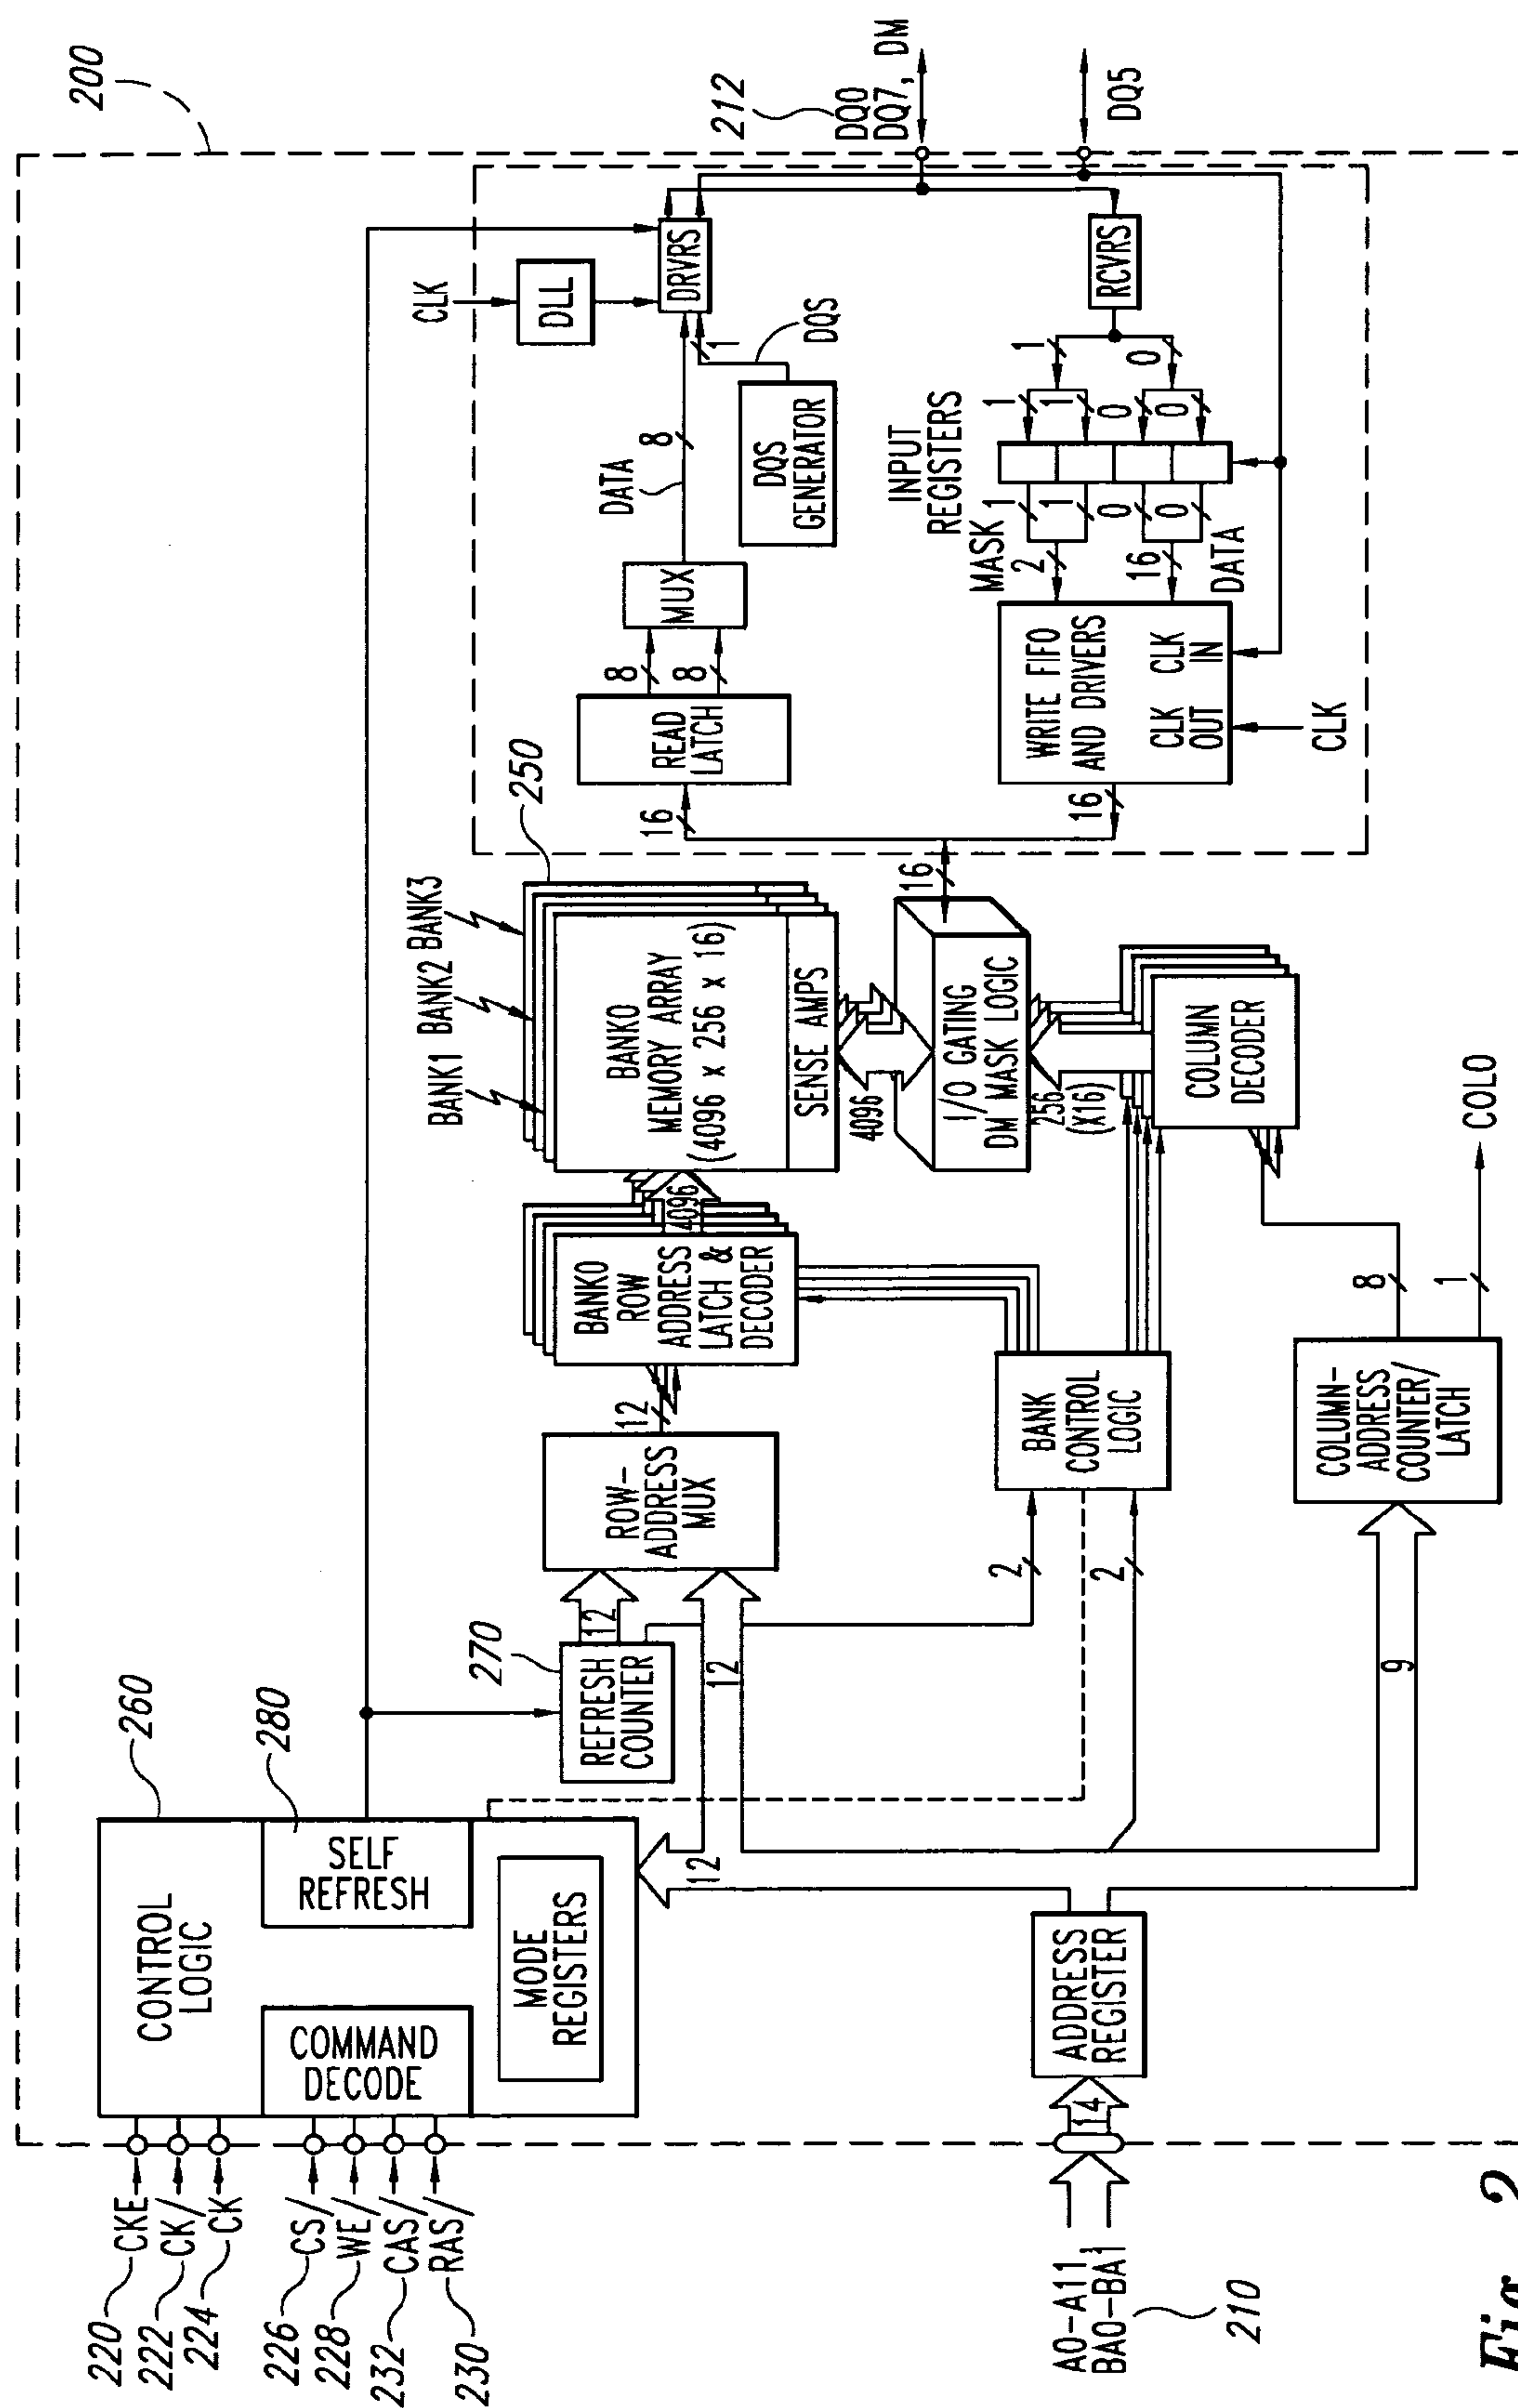 200
260
CONTROL
LOGIC
280
SELF
REFRESH
COMMAND
DECODE
MODE
REGISTERS
220
CKE
222
CK/
224
CK
226
CS/
228
WE/
232
CAS/
230
RAS/
270
REFRESH
COUNTER
12
12
12
ROW-
ADDRESS
MUX
12
BANK0
ROW
ADDRESS
LATCH &
DECODER
4096
BANK1
BANK2
BANK3
250
BANK0
MEMORY ARRAY
(4096 x 256 x 16)
SENSE AMPS
4096
I/O GATING
DM MASK LOGIC
256
(X16)
COLUMN
DECODER
2
2
BANK
CONTROL
LOGIC
9
COLUMN-
ADDRESS
COUNTER/
LATCH
8
1
COL0
A0-A11
BA0-BA1
210
14
ADDRESS
REGISTER
16
16
READ
LATCH
8
8
MUX
DATA
8
CLK
DLL
DRVRS
1
DQS
DQS
GENERATOR
16
WRITE FIFO
AND DRIVERS
CLK
OUT
CLK
IN
CLK
MASK
2
16
DATA
INPUT
REGISTERS
1
1
0
0
1
1
0
0
1
0
RCVRS
212
DQ0
DQ7, DM
DQ5
Fig. 2